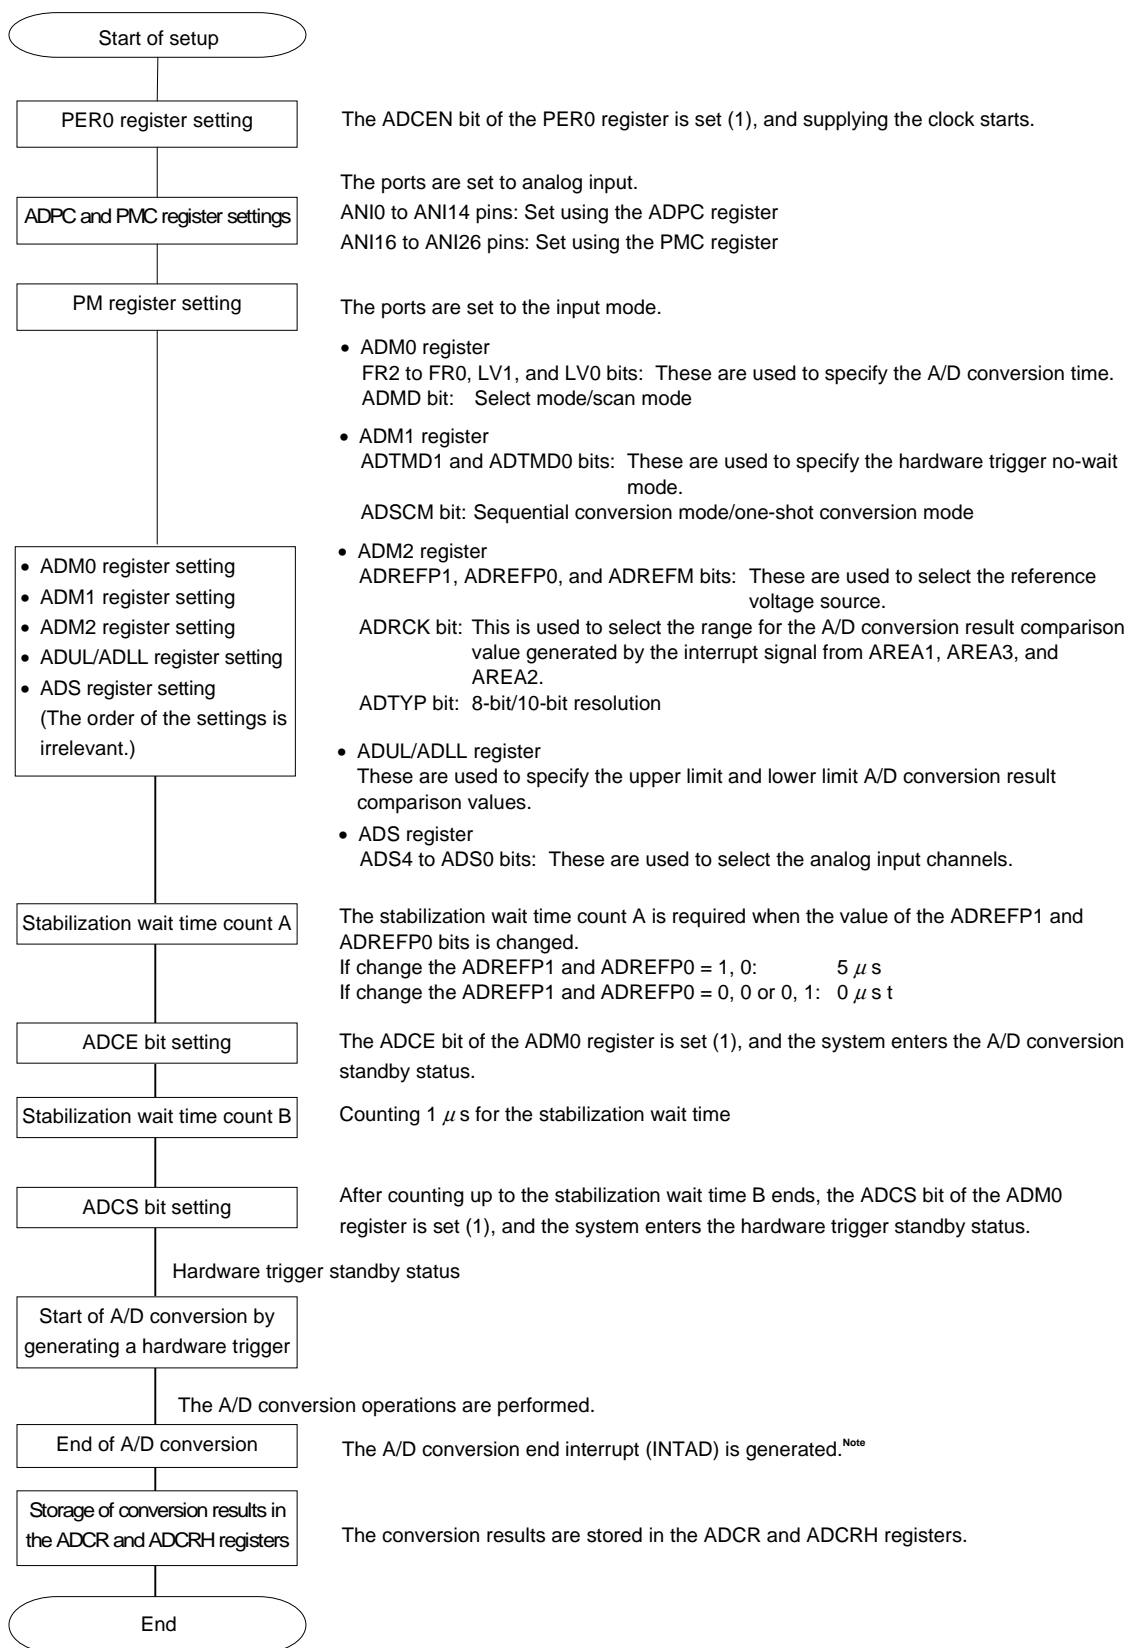 Start of setup
PER0 register setting
The ADCEN bit of the PER0 register is set (1), and supplying the clock starts.
ADPC and PMC register settings
The ports are set to analog input.
ANI0 to ANI14 pins: Set using the ADPC register
ANI16 to ANI26 pins: Set using the PMC register
PM register setting
The ports are set to the input mode.
• ADM0 register
FR2 to FR0, LV1, and LV0 bits: These are used to specify the A/D conversion time.
ADMD bit: Select mode/scan mode
• ADM1 register
ADTMD1 and ADTMD0 bits: These are used to specify the hardware trigger no-wait
mode.
ADSCM bit: Sequential conversion mode/one-shot conversion mode
• ADM0 register setting
• ADM1 register setting
• ADM2 register setting
• ADUL/ADLL register setting
• ADS register setting
(The order of the settings is
irrelevant.)
• ADM2 register
ADREFP1, ADREFP0, and ADREFM bits: These are used to select the reference
voltage source.
ADRCK bit: This is used to select the range for the A/D conversion result comparison
value generated by the interrupt signal from AREA1, AREA3, and
AREA2.
ADTYP bit: 8-bit/10-bit resolution
• ADUL/ADLL register
These are used to specify the upper limit and lower limit A/D conversion result
comparison values.
• ADS register
ADS4 to ADS0 bits: These are used to select the analog input channels.
Stabilization wait time count A
The stabilization wait time count A is required when the value of the ADREFP1 and
ADREFP0 bits is changed.
If change the ADREFP1 and ADREFP0 = 1, 0: 5 μ s
If change the ADREFP1 and ADREFP0 = 0, 0 or 0, 1: 0 μ s t
ADCE bit setting
The ADCE bit of the ADM0 register is set (1), and the system enters the A/D conversion
standby status.
Stabilization wait time count B
Counting 1 μ s for the stabilization wait time
ADCS bit setting
After counting up to the stabilization wait time B ends, the ADCS bit of the ADM0
register is set (1), and the system enters the hardware trigger standby status.
Hardware trigger standby status
Start of A/D conversion by
generating a hardware trigger
The A/D conversion operations are performed.
End of A/D conversion
The A/D conversion end interrupt (INTAD) is generated.Note
Storage of conversion results in
the ADCR and ADCRH registers
The conversion results are stored in the ADCR and ADCRH registers.
End